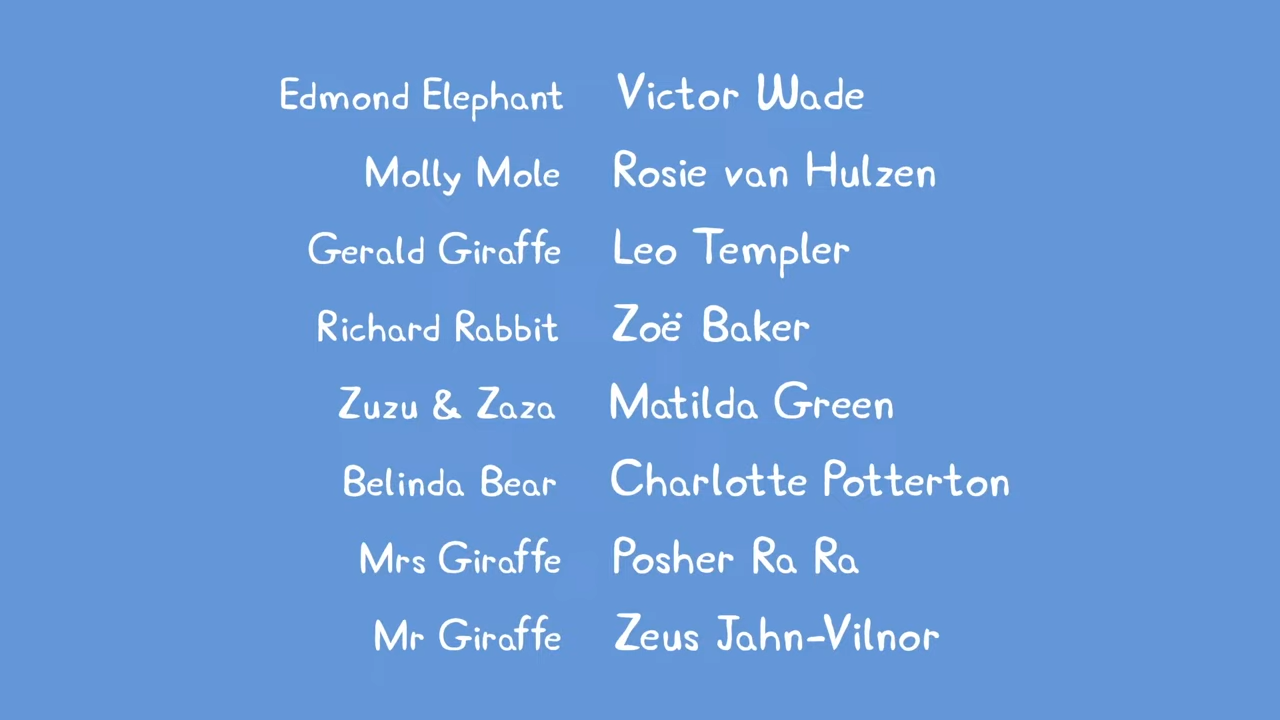 Edmond Elephant Victor Wade
Molly Mole Rosie van Hulzen
Gerald Giraffe Leo Templer
Richard Rabbit Zoë Baker
Zuzu & Zaza Matilda Green
Belinda Bear Charlotte Potterton
Mrs Giraffe Posher Ra Ra
Mr Giraffe Zeus Jahn-Vilnor